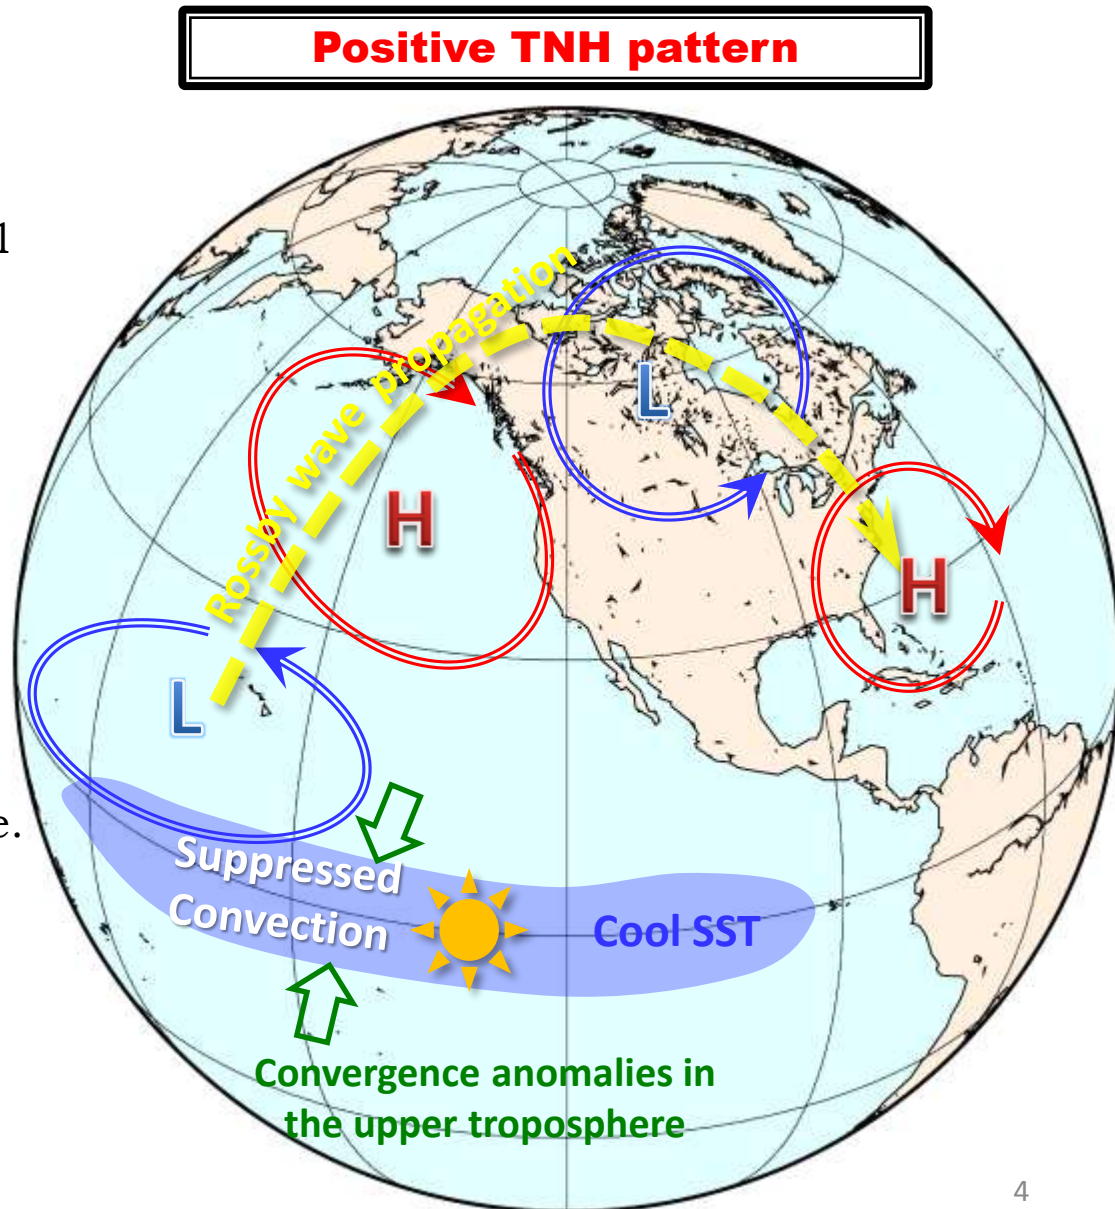 Positive TNH pattern
l
Rossby wave propagation
L
H
H
L
e.
Suppressed
Convection
Cool SST
Convergence anomalies in
the upper troposphere
4